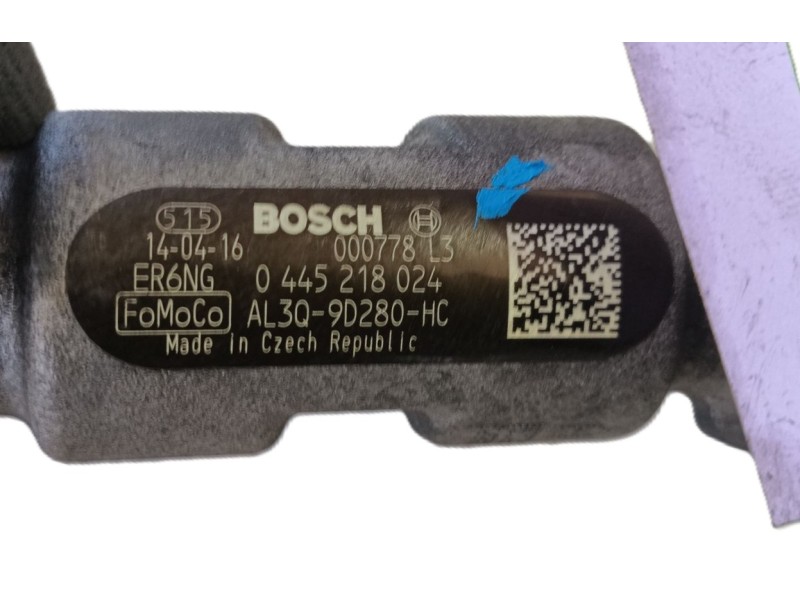 515 BOSCH
14-04-16 000778 L3
ER6NG 0 445 218 024
FoMoCo AL3Q-9D280-HC
Made in Czech Republic